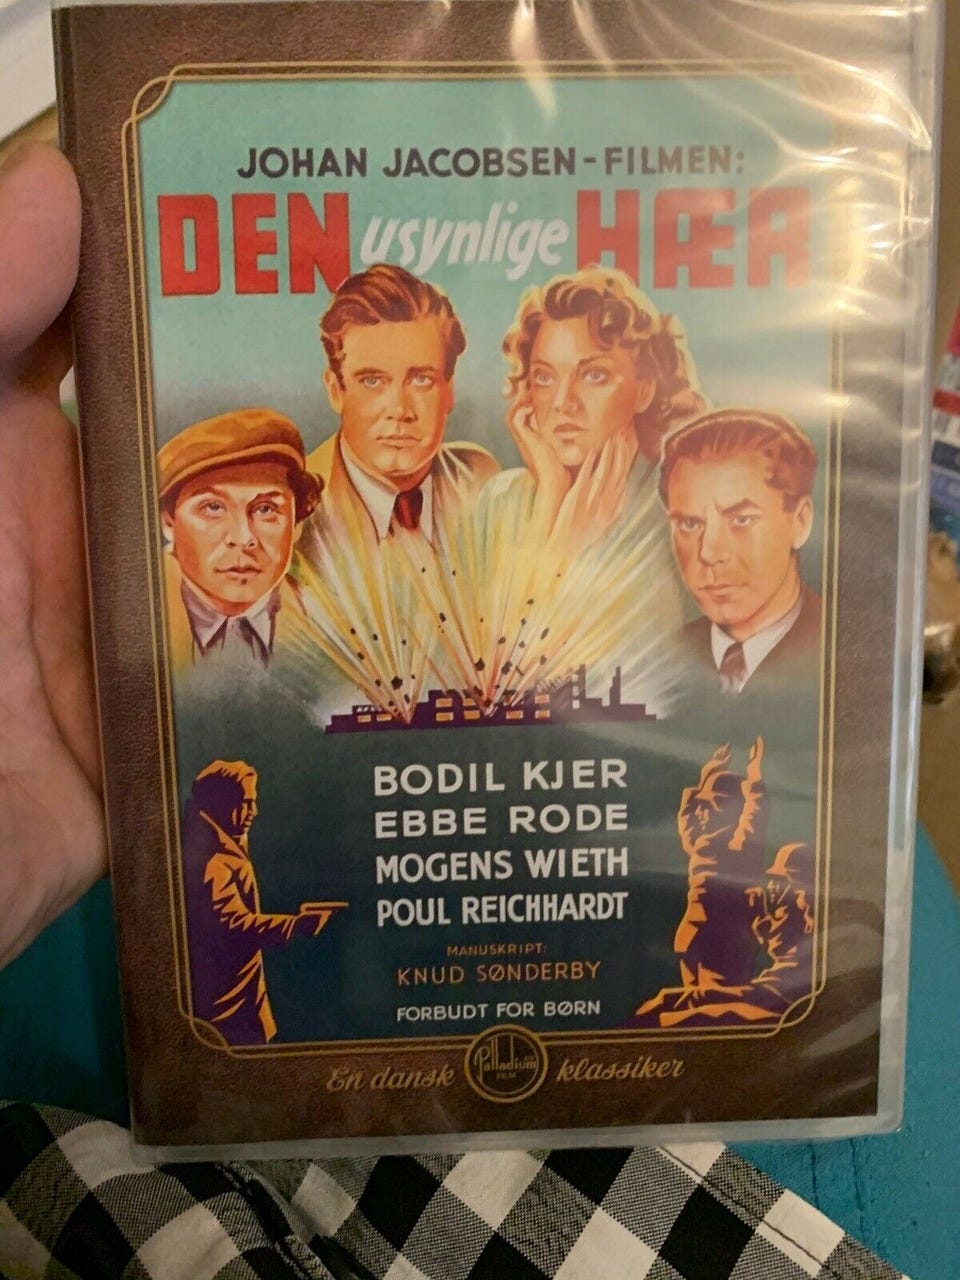 JOHAN JACOBSEN-FILMEN:
DEN usynlige HÆR
BODIL KJER
EBBE RODE
MOGENS WIETH
POUL REICHHARDT
MANUSKRIPT:
KNUD SØNDERBY
FORBUDT FOR BØRN
En dansk Palladium klassiker
FILM